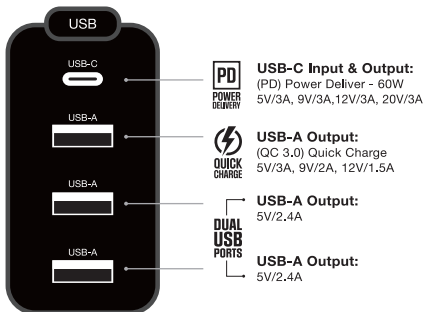 USB
USB-C
USB-A
USB-A
USB-A
PD
POWER
DELIVERY
USB-C Input & Output:
(PD) Power Deliver - 60W
5V/3A, 9V/3A,12V/3A, 20V/3A
QUICK
CHARGE
USB-A Output:
(QC 3.0) Quick Charge
5V/3A, 9V/2A, 12V/1.5A
DUAL
USB
PORTS
USB-A Output:
5V/2.4A
USB-A Output:
5V/2.4A